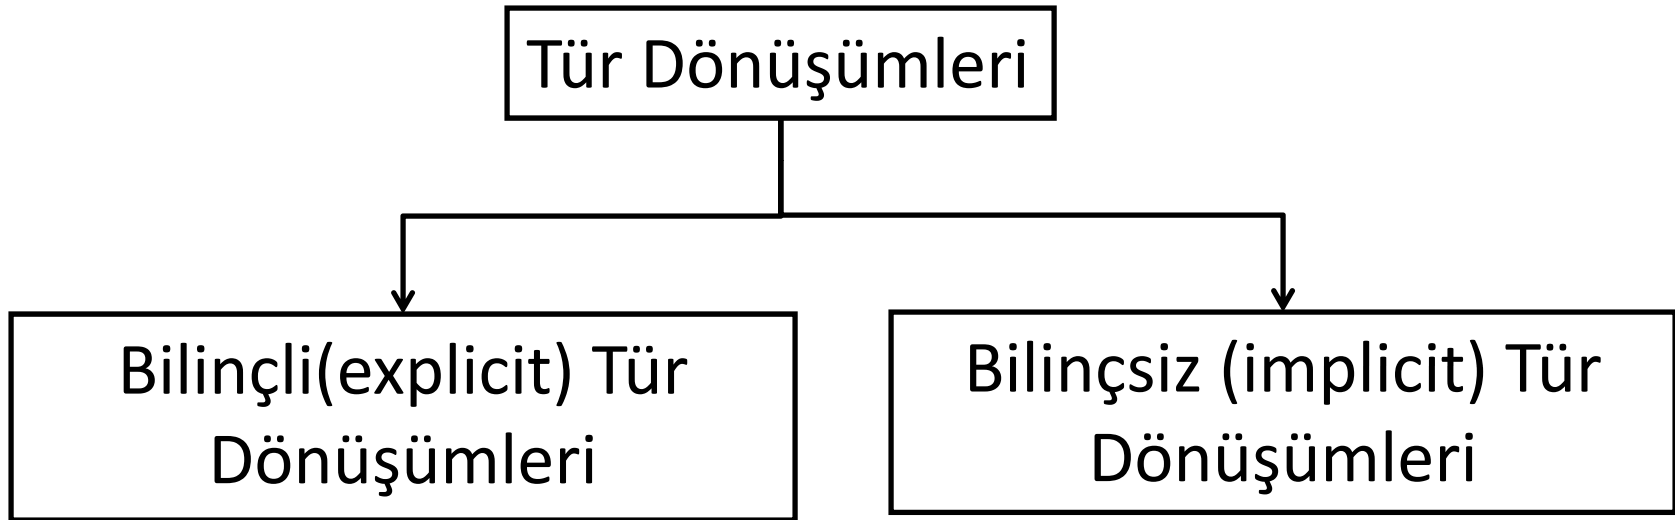 Tür Dönüşümleri
Bilinçli(explicit) Tür
Dönüşümleri
Bilinçsiz (implicit) Tür
Dönüşümleri